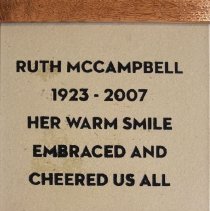 RUTH MCCAMPBELL
1923 - 2007
HER WARM SMILE
EMBRACED AND
CHEERED US ALL